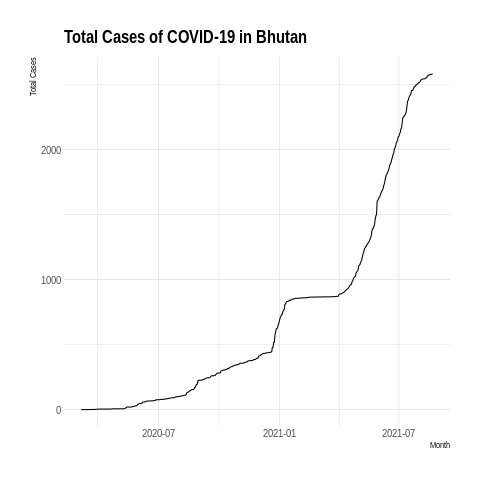 Total Cases of COVID-19 in Bhutan
Total Cases
2000
1000
0
2020-07
2021-01
2021-07
Month